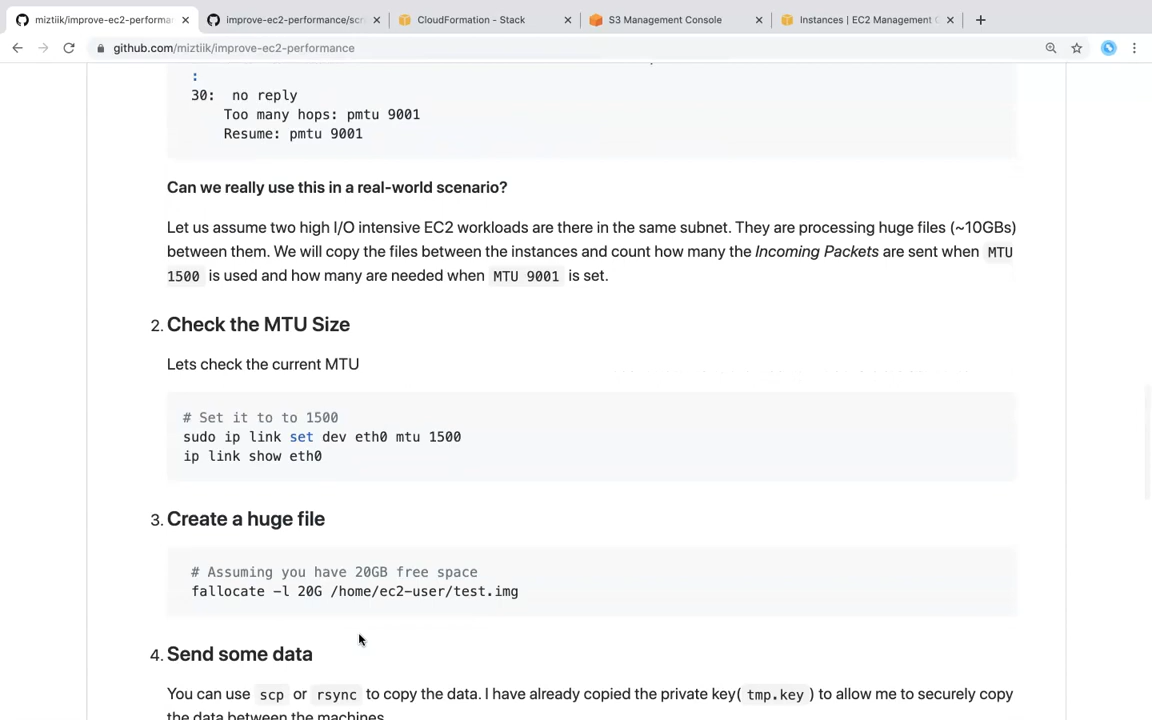 miztiik/improve-ec2-performan
improve-ec2-performance/scr
CloudFormation - Stack
S3 Management Console
Instances | EC2 Management C
github.com/miztiik/improve-ec2-performance
:
30:  no reply
Too many hops: pmtu 9001
Resume: pmtu 9001
Can we really use this in a real-world scenario?
Let us assume two high I/O intensive EC2 workloads are there in the same subnet. They are processing huge files (~10GBs)
between them. We will copy the files between the instances and count how many the Incoming Packets are sent when MTU
1500 is used and how many are needed when MTU 9001 is set.
2. Check the MTU Size
Lets check the current MTU
# Set it to to 1500
sudo ip link set dev eth0 mtu 1500
ip link show eth0
3. Create a huge file
# Assuming you have 20GB free space
fallocate -l 20G /home/ec2-user/test.img
4. Send some data
You can use scp or rsync to copy the data. I have already copied the private key( tmp.key ) to allow me to securely copy
the data between the machines.